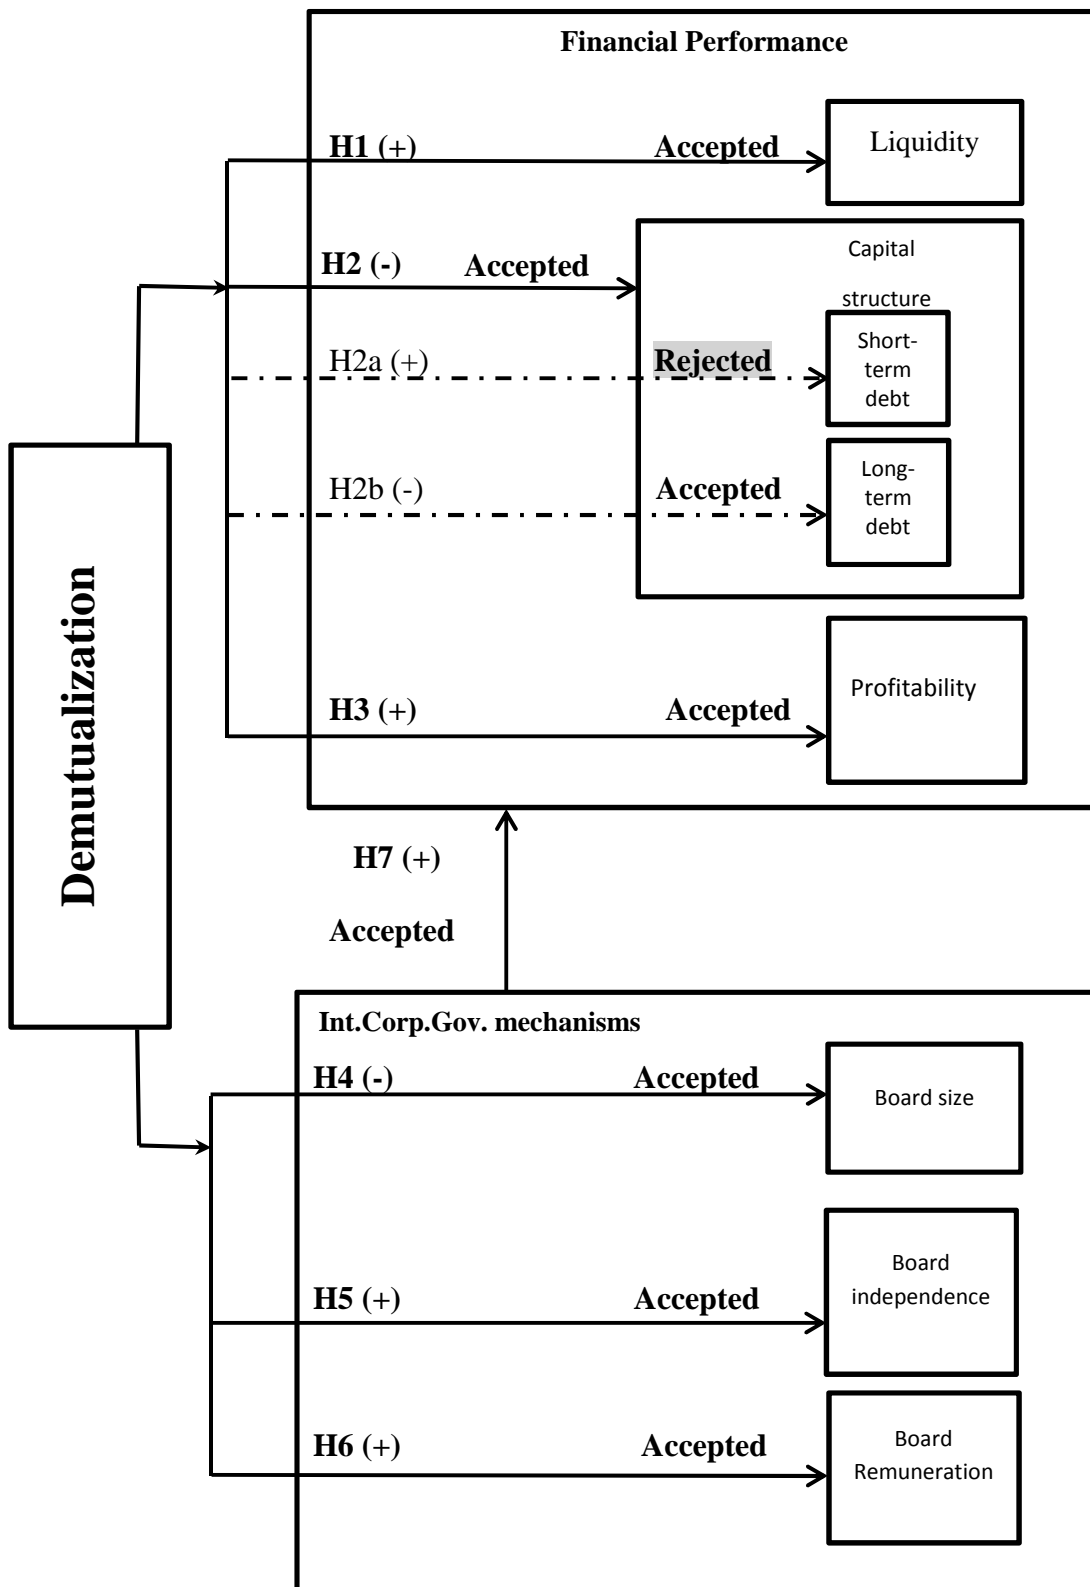 Financial Performance
H1 (+) Accepted
Liquidity
H2 (-) Accepted
Capital
structure
H2a (+) Rejected
Short-
term
debt
H2b (-) Accepted
Long-
term
debt
Demutualization
H3 (+) Accepted
Profitability
H7 (+)
Accepted
Int.Corp.Gov. mechanisms
H4 (-) Accepted
Board size
H5 (+) Accepted
Board
independence
H6 (+) Accepted
Board
Remuneration